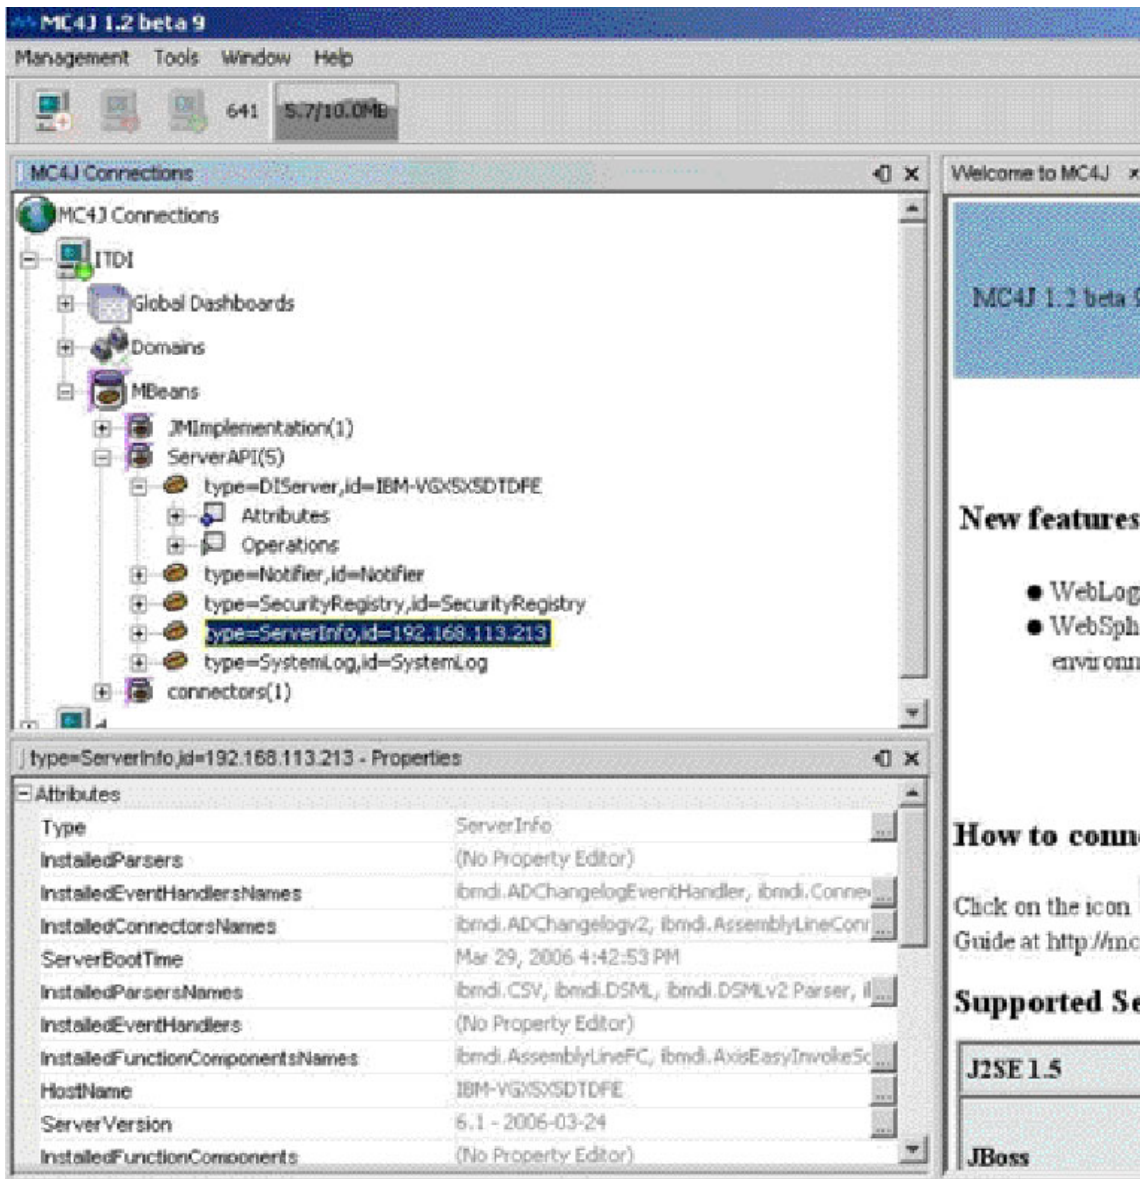 MC4J 1.2 beta 9
Management Tools Window Help
641 5.7/10.0MB
MC4J Connections
MC4J Connections
ITDI
Global Dashboards
Domains
MBeans
JMImplementation(1)
ServerAPI(5)
type=DIServer,id=IBM-VGXSXSDTDFE
Attributes
Operations
type=Notifier,id=Notifier
type=SecurityRegistry,id=SecurityRegistry
type=ServerInfo,id=192.168.113.213
type=SystemLog,id=SystemLog
connectors(1)
type=ServerInfo,id=192.168.113.213 - Properties
Attributes
Type ServerInfo
InstalledParsers (No Property Editor)
InstalledEventHandlersNames ibmdi.ADChangelogEventHandler, ibmdi.Connec ...
InstalledConnectorsNames ibmdi.ADChangelogv2, ibmdi.AssemblyLineConn ...
ServerBootTime Mar 29, 2006 4:42:53 PM
InstalledParsersNames ibmdi.CSV, ibmdi.DSML, ibmdi.DSMLv2 Parser, ...
InstalledEventHandlers (No Property Editor)
InstalledFunctionComponentsNames ibmdi.AssemblyLineFC, ibmdi.AxisEasyInvokeSo ...
HostName IBM-VGXSXSDTDFE ...
ServerVersion 6.1 - 2006-03-24 ...
InstalledFunctionComponents (No Property Editor)
Welcome to MC4J
MC4J 1.2 beta 9
New features
WebLog
WebSph
environm
How to conne
Click on the icon
Guide at http://mc
Supported Se
J2SE 1.5
JBoss